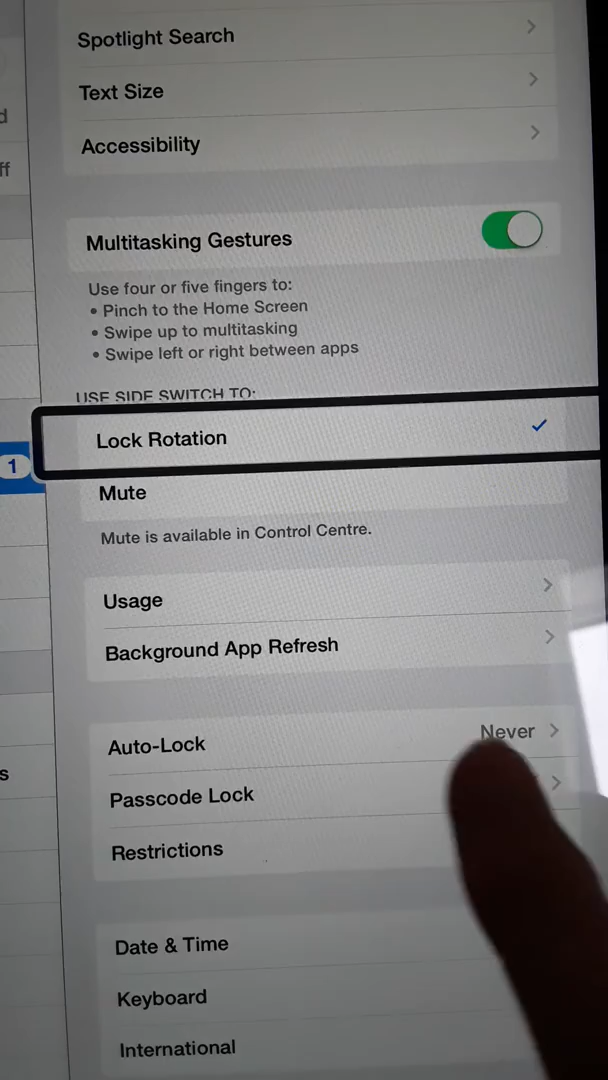 Spotlight Search
Text Size
d
Accessibility
ff
Multitasking Gestures
Use four or five fingers to:
• Pinch to the Home Screen
• Swipe up to multitasking
• Swipe left or right between apps
USE SIDE SWITCH TO:
Lock Rotation
1
Mute
Mute is available in Control Centre.
Usage
Background App Refresh
Auto-Lock Never
s
Passcode Lock
Restrictions
Date & Time
Keyboard
International